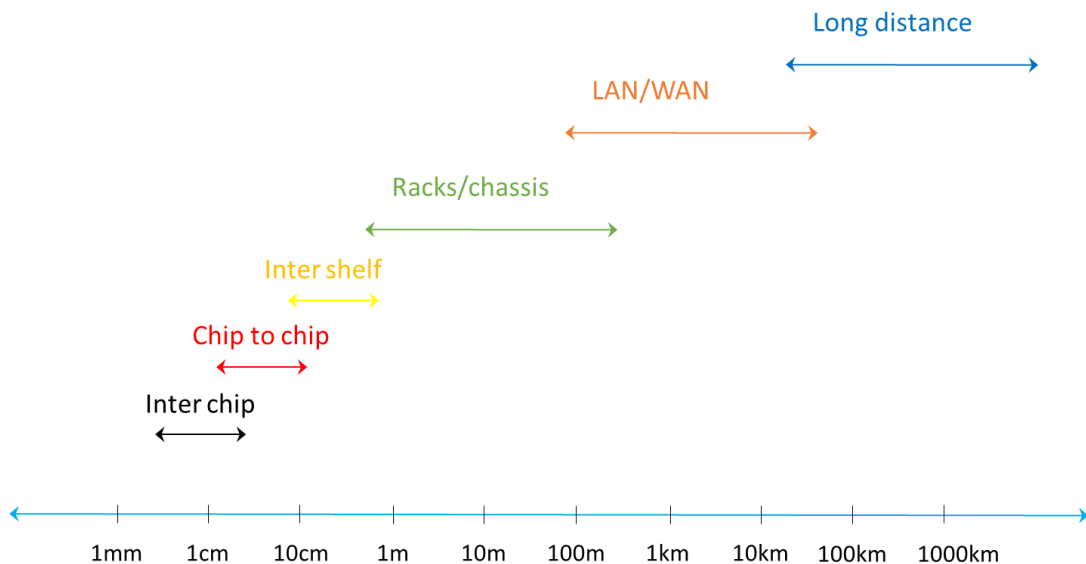 Long distance
LAN/WAN
Racks/chassis
Inter shelf
Chip to chip
Inter chip
1mm 1cm 10cm 1m 10m 100m 1km 10km 100km 1000km